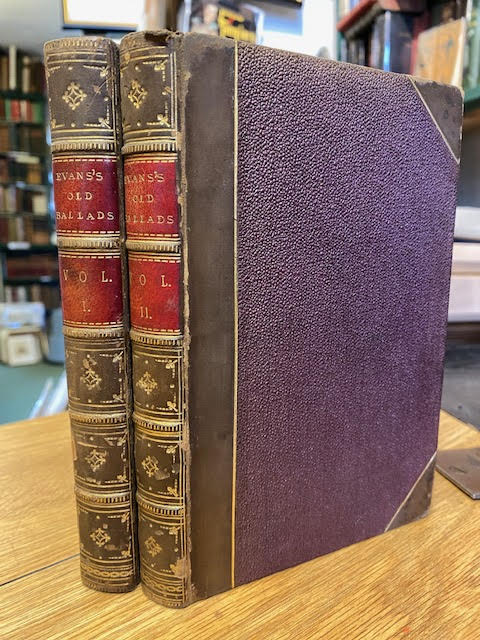 EVANS'S
OLD
BALLADS
VOL.
I.
EVANS'S
OLD
BALLADS
VOL.
II.